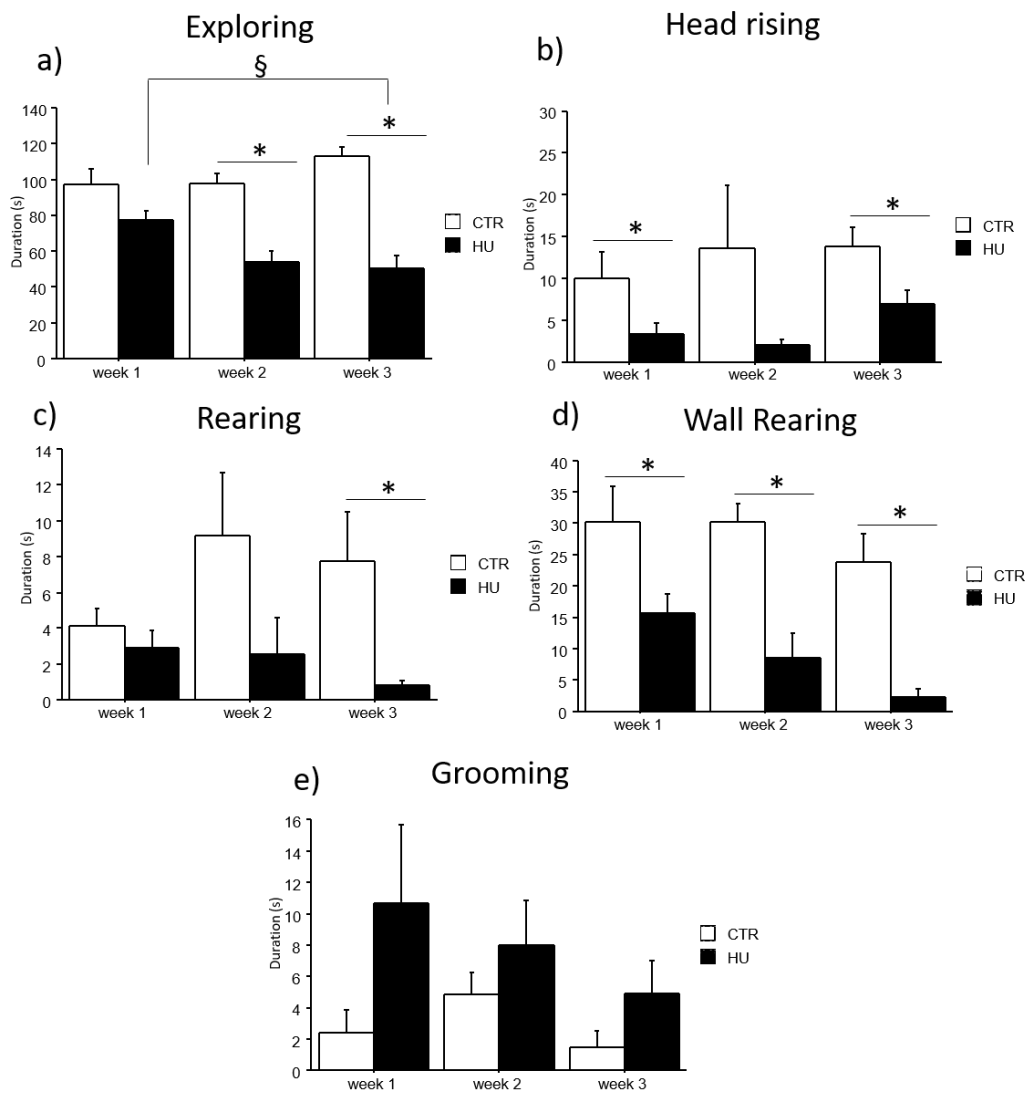 Exploring
a)
§
*
*
140
120
100
80
60
40
20
0
Duration (s)
week 1 week 2 week 3
CTR
HU
Head rising
b)
*
*
30
25
20
15
10
5
0
Duration (s)
week 1 week 2 week 3
CTR
HU
c)
Rearing
*
14
12
10
8
6
4
2
0
Duration (s)
week 1 week 2 week 3
CTR
HU
d)
Wall Rearing
*
*
*
40
35
30
25
20
15
10
5
0
Duration (s)
week 1 week 2 week 3
CTR
HU
e)
Grooming
16
14
12
10
8
6
4
2
0
Duration (s)
week 1 week 2 week 3
CTR
HU